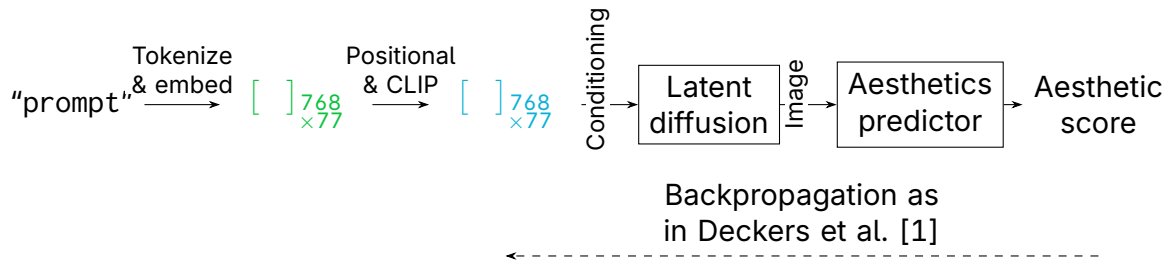 "prompt"
Tokenize
& embed
[ ]768
×77
Positional
& CLIP
[ ]768
×77
Conditioning
Latent
diffusion
Image
Aesthetics
predictor
Aesthetic
score
Backpropagation as
in Deckers et al. [1]